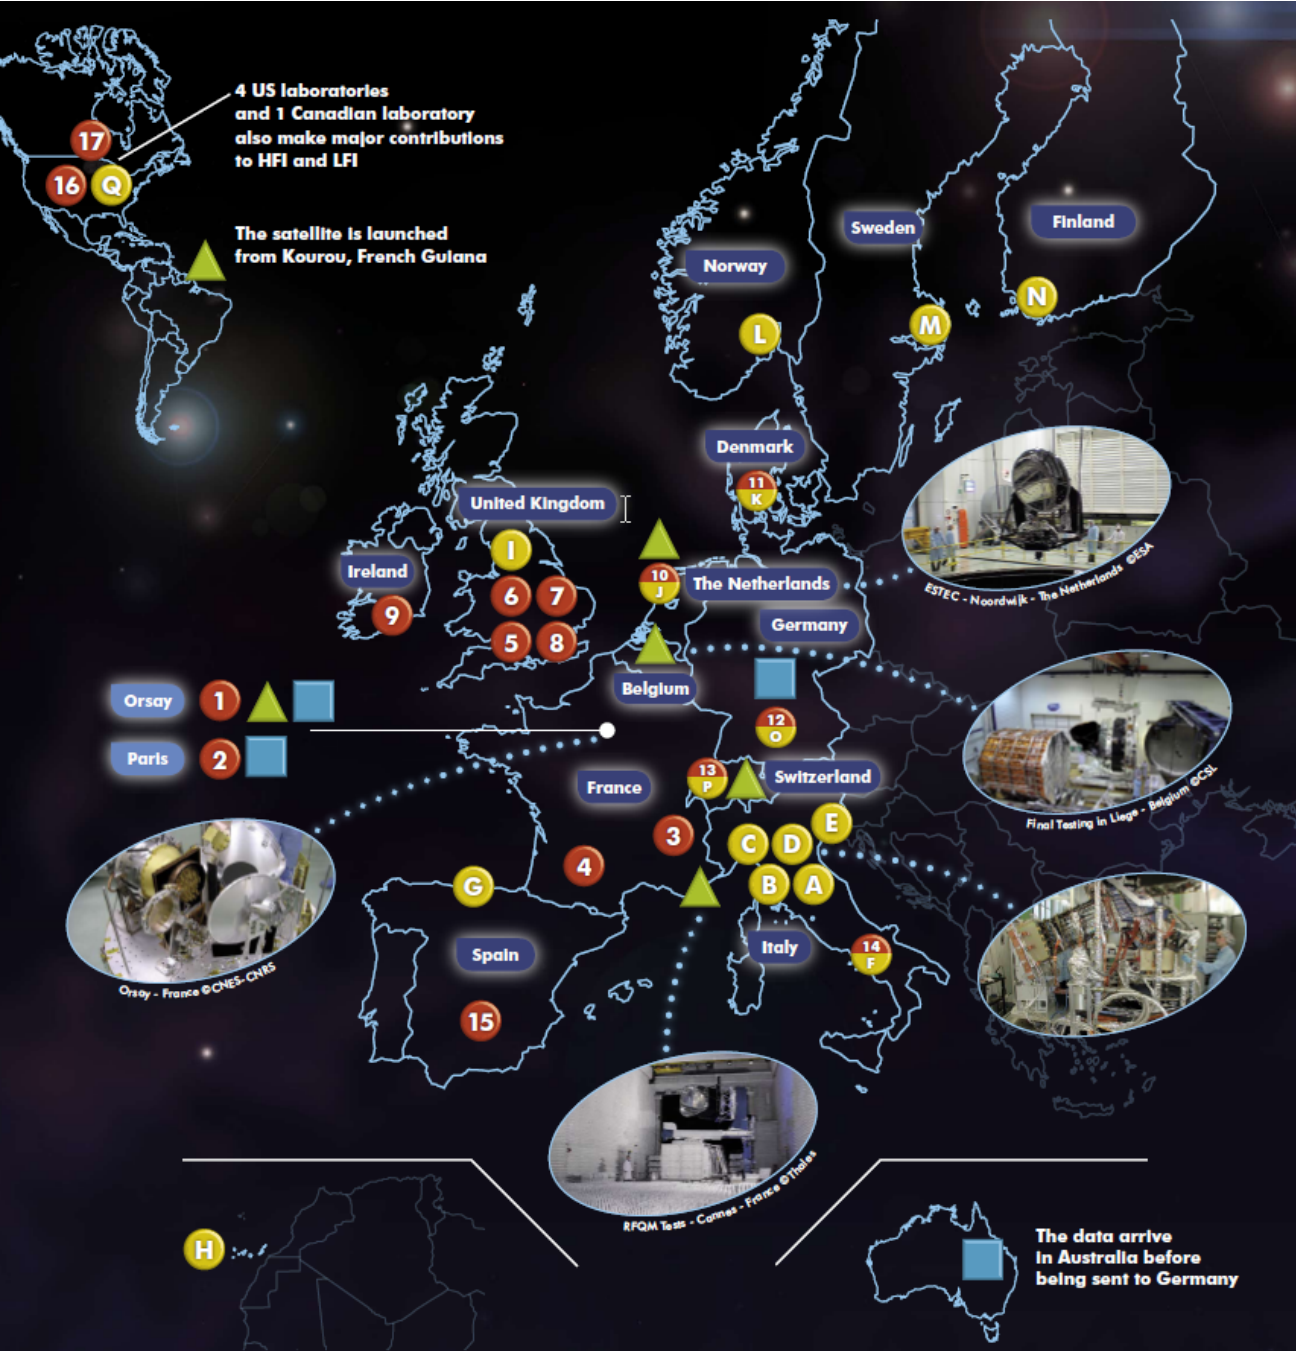 4 US laboratories
and 1 Canadian laboratory
also make major contributions
to HFI and LFI
17
16
Q
The satellite is launched
from Kourou, French Guiana
Sweden
Finland
Norway
N
M
L
Denmark
11
K
United Kingdom
I
Ireland
10
J
The Netherlands
6
7
9
Germany
5
8
ESTEC - Noordwijk - The Netherlands ©ESA
Belgium
Orsay
1
Paris
2
12
O
13
P
Switzerland
France
Final Testing in Liege - Belgium ©CSL
3
E
C
D
4
G
B
A
Spain
Italy
14
F
Orsay - France ©CNES-CNRS
15
RFQM Tests - Cannes - France ©Thales
H
The data arrive
in Australia before
being sent to Germany